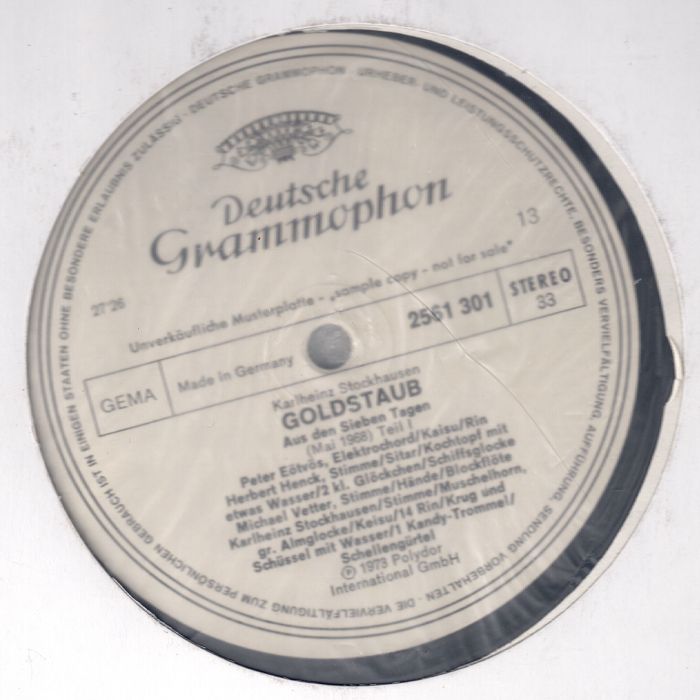 Deutsche
Grammophon
13
27'26
Unverkäufliche Musterplatte - „sample copy - not for sale"
GEMA
Made in Germany
2561 301
STEREO
33
Karlheinz Stockhausen
GOLDSTAUB
Aus den Sieben Tagen
(Mai 1968) Teil I
Peter Eötvös, Elektrochord/Kaisu/Rin
Herbert Henck, Stimme/Sitar/Kochtopf mit
etwas Wasser/2 kl. Glöckchen/Schiffsglocke
Michael Vetter, Stimme/Hände/Blockflöte
Karlheinz Stockhausen/Stimme/Muschelhorn,
gr. Almglocke/Keisu/14 Rin/Krug und
Schüssel mit Wasser/1 Kandy-Trommel/
Schellengürtel
Ⓟ 1973 Polydor
International GmbH
DEUTSCHE GRAMMOPHON · URHEBER- UND LEISTUNGSSCHUTZRECHTE, BESONDERS VERVIELFÄLTIGUNG, AUFFÜHRUNG, SENDUNG VORBEHALTEN · DIE VERVIELFÄLTIGUNG ZUM PERSÖNLICHEN GEBRAUCH IST IN EINIGEN STAATEN OHNE BESONDERE ERLAUBNIS ZULÄSSIG ·